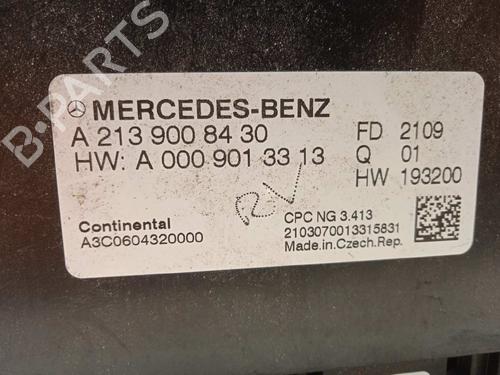 MERCEDES-BENZ
A 213 900 84 30 FD 2109
HW: A 000 901 33 13 Q 01
HW 193200
RV
Continental CPC NG 3.413
A3C0604320000 2103070013315831
Made.in.Czech.Rep.
B-PARTS